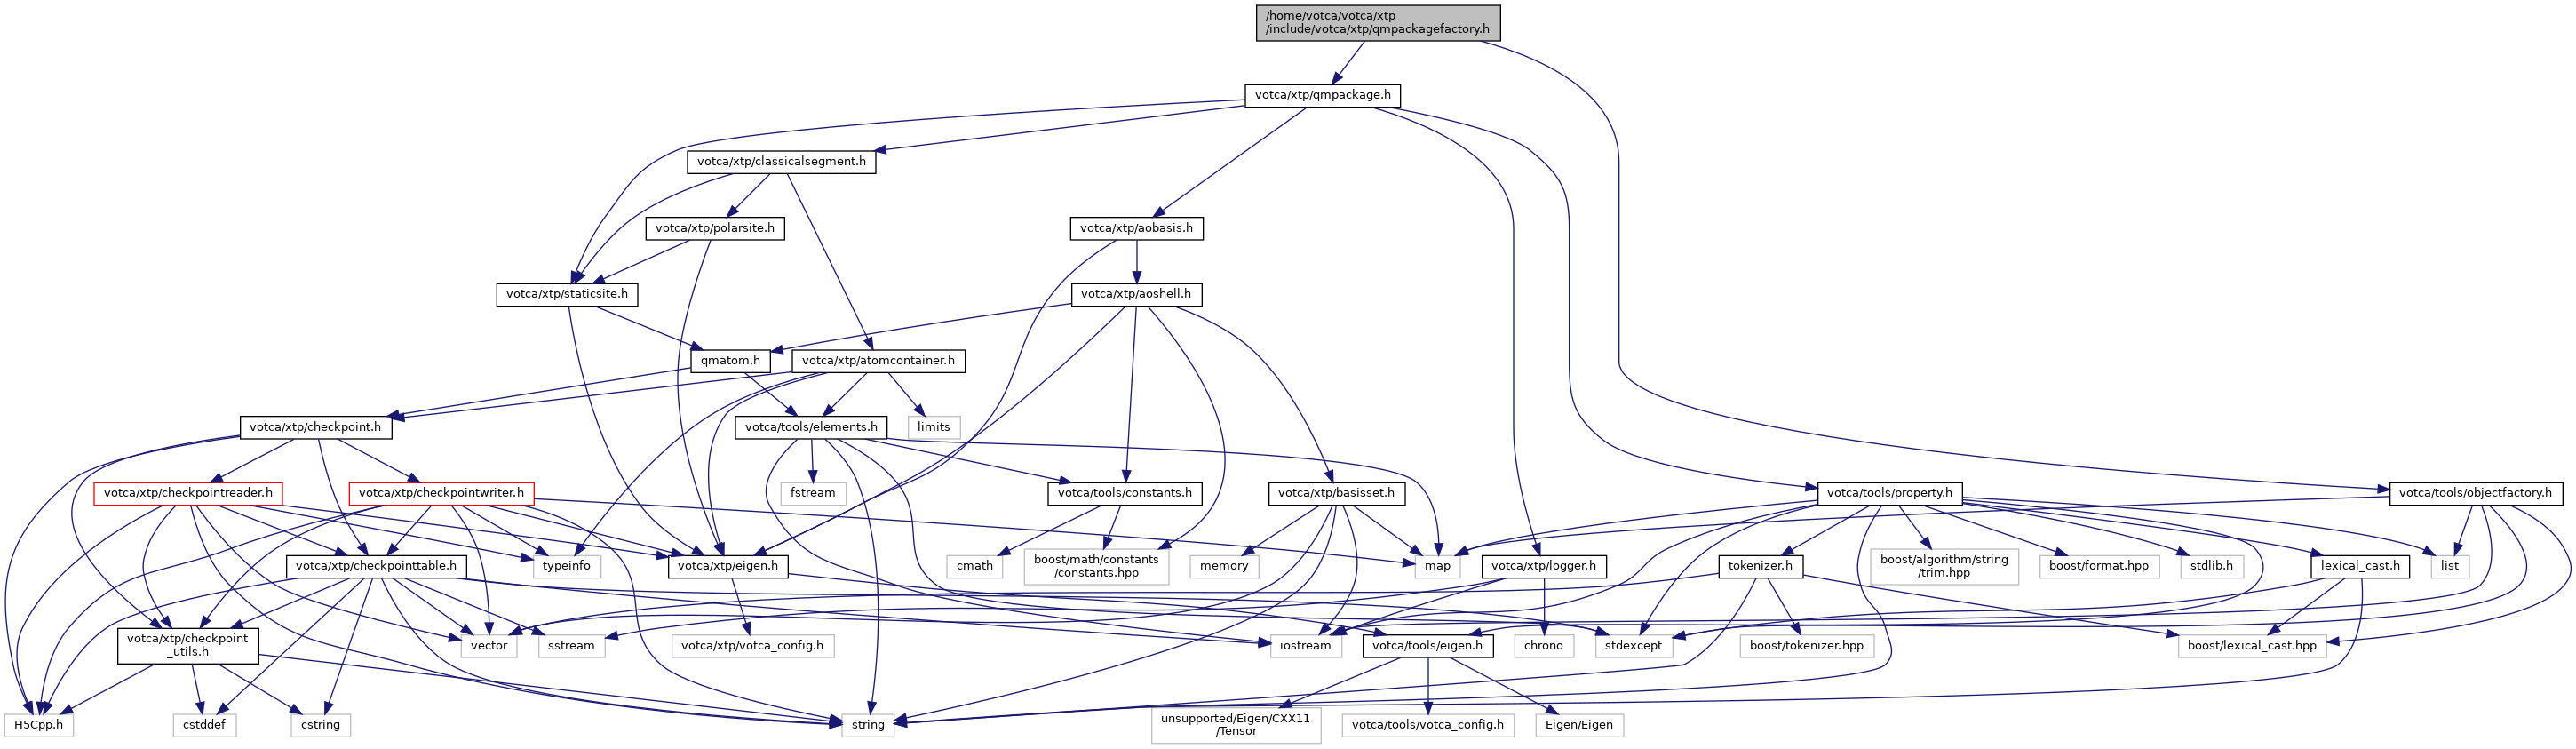 /home/votca/votca/xtp
/include/votca/xtp/qmpackagefactory.h
votca/xtp/qmpackage.h
votca/xtp/classicalsegment.h
votca/xtp/polarsite.h
votca/xtp/aobasis.h
votca/xtp/staticsite.h
votca/xtp/aoshell.h
qmatom.h
votca/xtp/atomcontainer.h
votca/xtp/checkpoint.h
votca/tools/elements.h
limits
votca/xtp/checkpointreader.h
votca/xtp/checkpointwriter.h
fstream
votca/tools/constants.h
votca/xtp/basisset.h
votca/tools/property.h
votca/tools/objectfactory.h
votca/xtp/checkpointtable.h
typeinfo
votca/xtp/eigen.h
cmath
boost/math/constants
/constants.hpp
memory
map
votca/xtp/logger.h
tokenizer.h
boost/algorithm/string
/trim.hpp
boost/format.hpp
stdlib.h
lexical_cast.h
list
votca/xtp/checkpoint
_utils.h
vector
sstream
votca/xtp/votca_config.h
iostream
votca/tools/eigen.h
chrono
stdexcept
boost/tokenizer.hpp
boost/lexical_cast.hpp
H5Cpp.h
cstddef
cstring
string
unsupported/Eigen/CXX11
/Tensor
votca/tools/votca_config.h
Eigen/Eigen